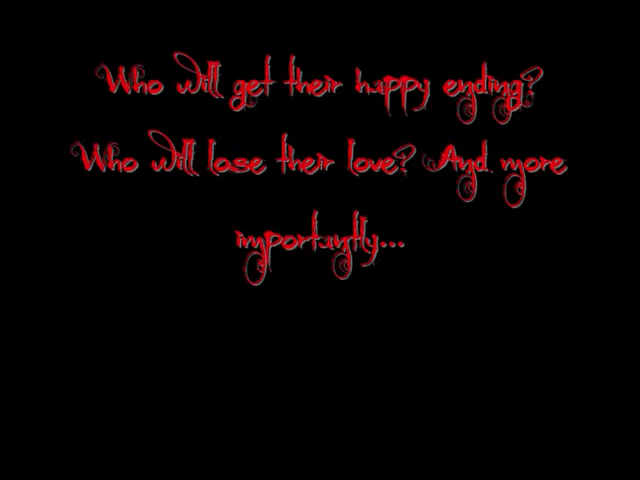 Who will get their happy ending?
Who will lose their love? And more
importantly...